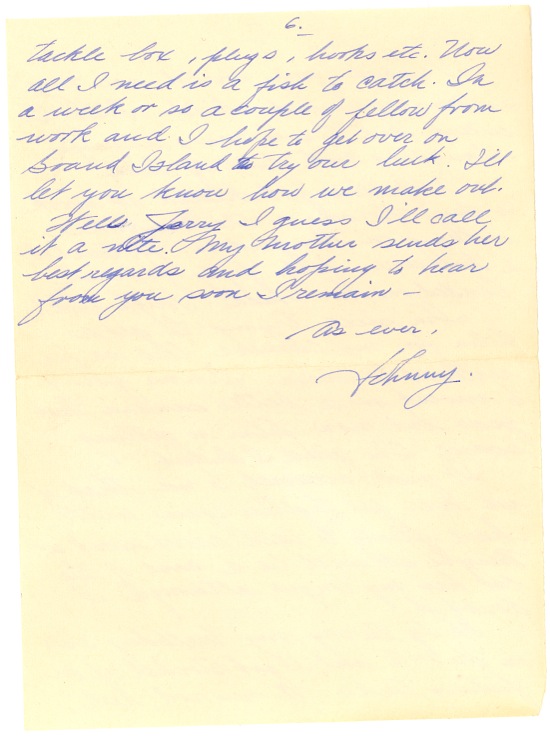 6.
tackle box, plugs, hooks etc. Now
all I need is a fish to catch. In
a week or so a couple of fellow from
work and I hope to get over on
Grand Island to try our luck. I'll
let you know how we make out.
Well Jerry I guess I'll call
it a nite. My Mother sends her
best regards and hoping to hear
from you soon I remain –
As ever,
Johnny.